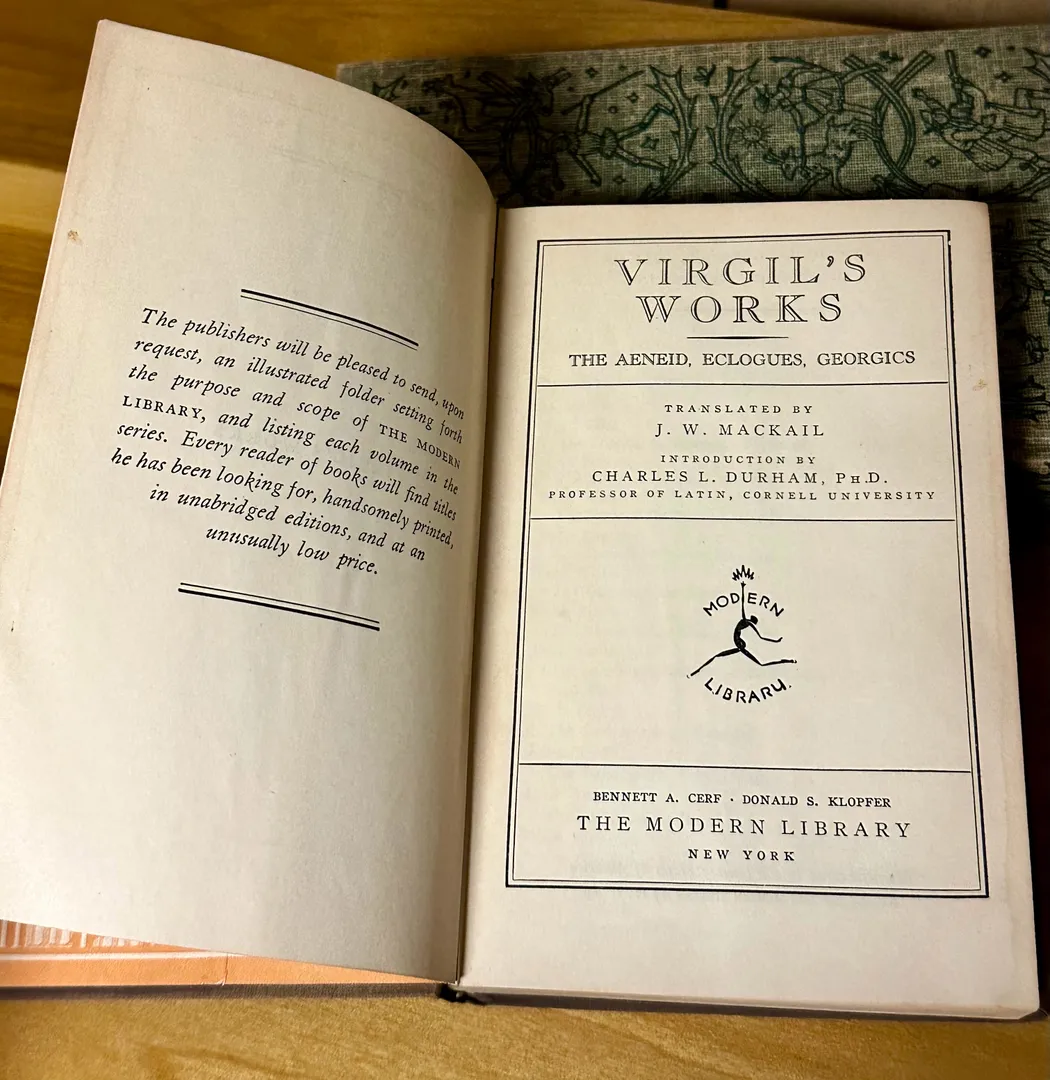 The publishers will be pleased to send, upon
request, an illustrated folder setting forth
the purpose and scope of THE MODERN
LIBRARY, and listing each volume in the
series. Every reader of books will find titles
he has been looking for, handsomely printed,
in unabridged editions, and at an
unusually low price.
VIRGIL'S
WORKS
THE AENEID, ECLOGUES, GEORGICS
TRANSLATED BY
J. W. MACKAIL
INTRODUCTION BY
CHARLES L. DURHAM, PH.D.
PROFESSOR OF LATIN, CORNELL UNIVERSITY
MODERN
LIBRARY.
BENNETT A. CERF · DONALD S. KLOPFER
THE MODERN LIBRARY
NEW YORK